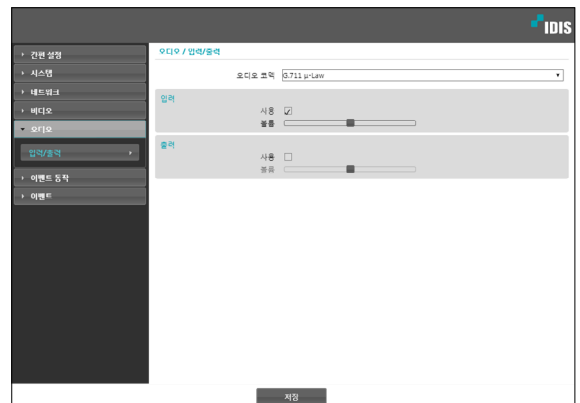 IDIS
간편 설정
시스템
네트워크
비디오
오디오
입력/출력
이벤트 동작
이벤트
오디오 / 입력/출력
오디오 코덱 G.711 μ-Law
입력
사용
볼륨
출력
사용
볼륨
저장